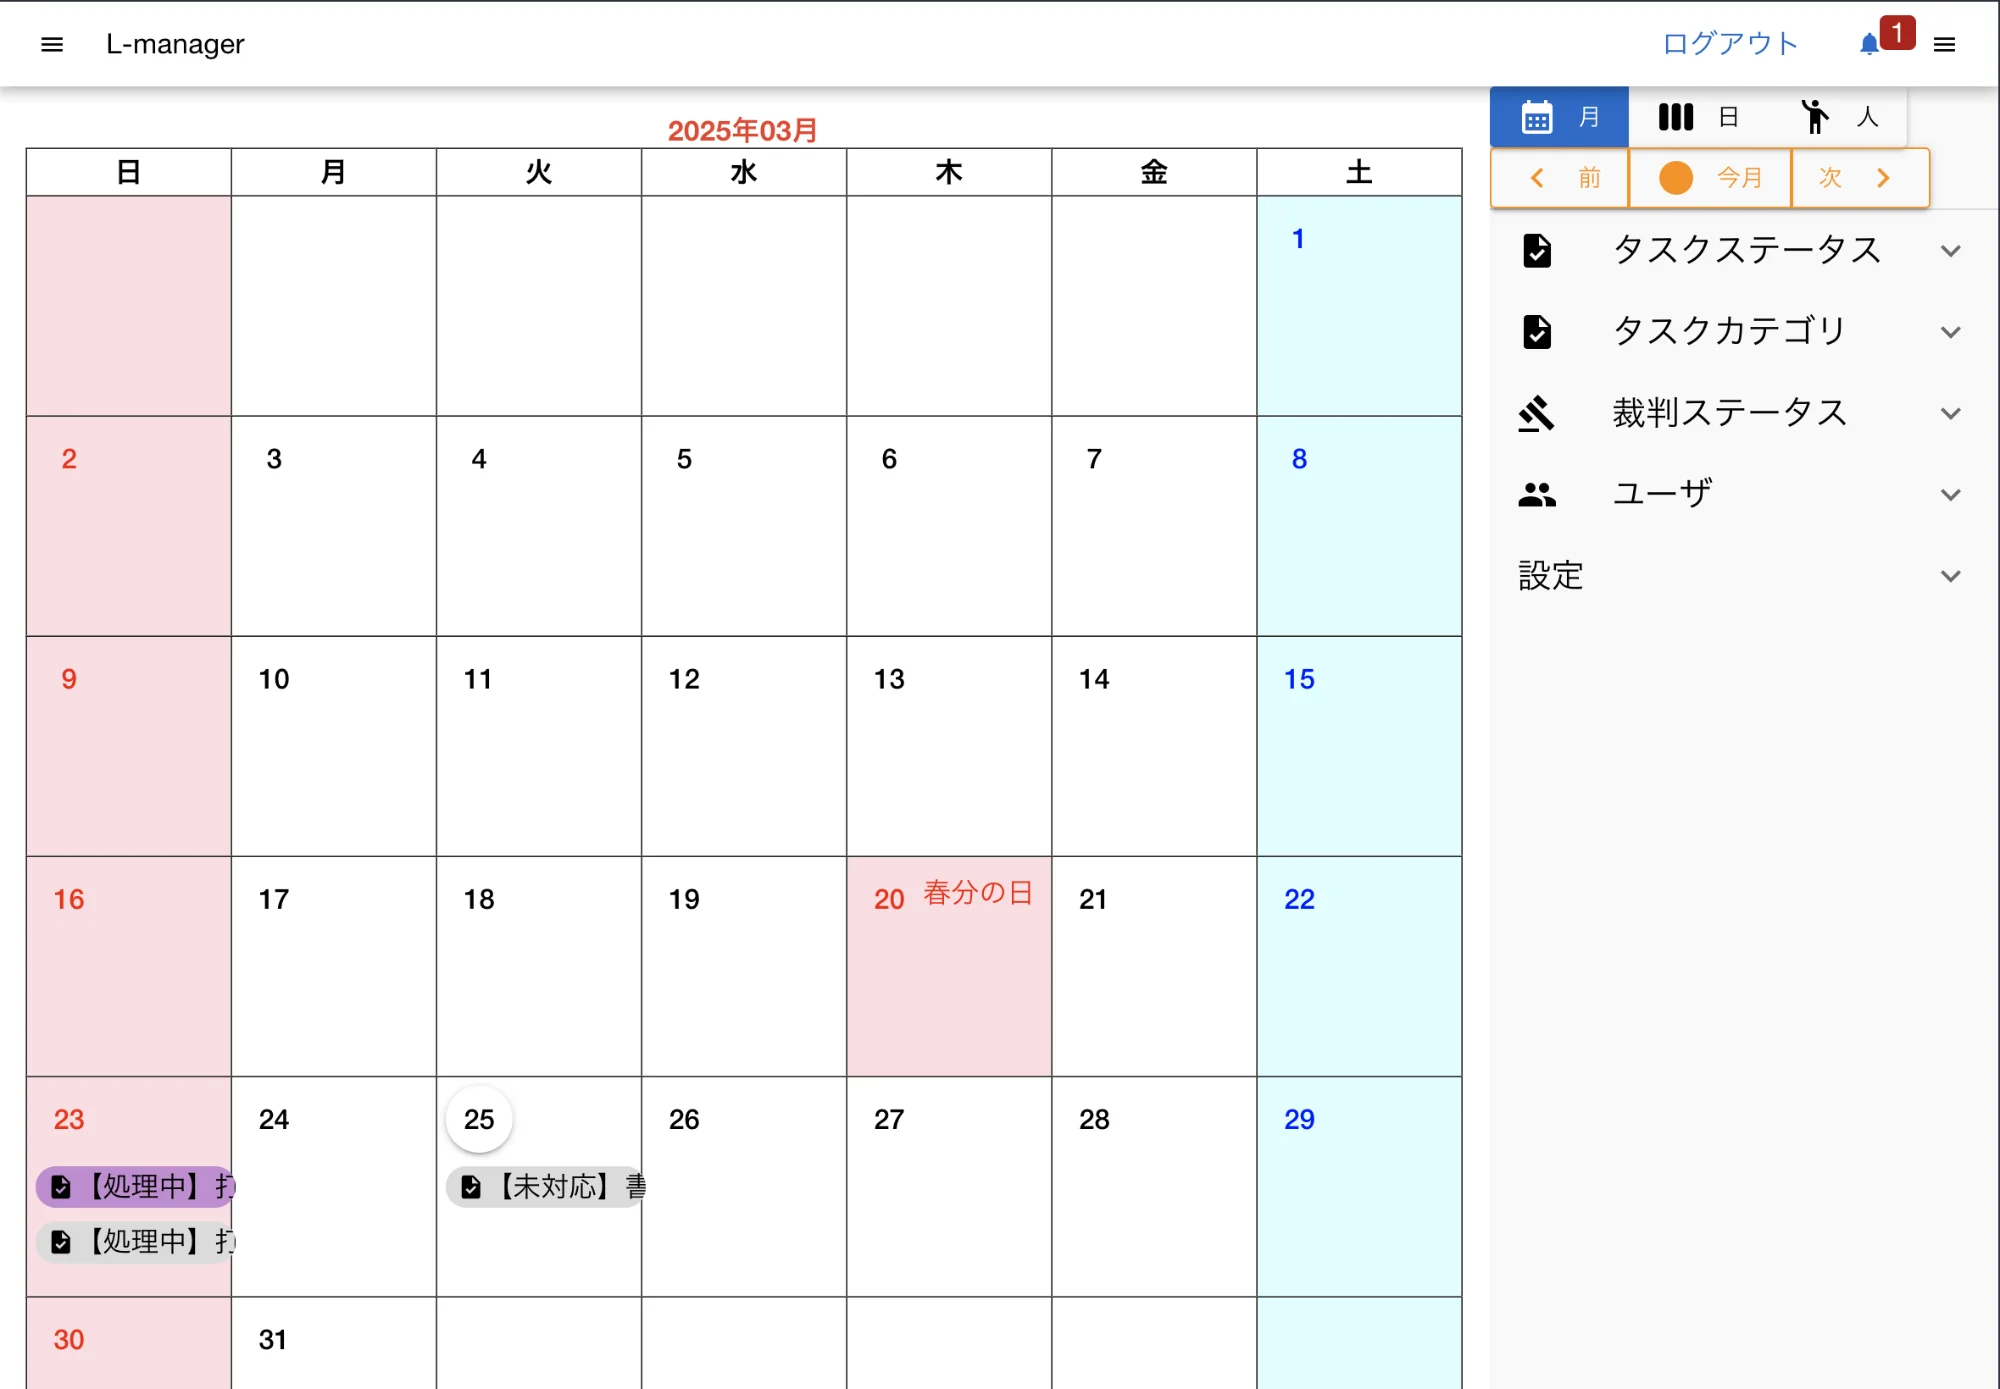 L-manager
ログアウト
1
月 日 人
前 今月 次
2025年03月
日 月 火 水 木 金 土
1
2 3 4 5 6 7 8
9 10 11 12 13 14 15
16 17 18 19 20 春分の日 21 22
23 24 25 26 27 28 29
【処理中】打
【処理中】打
【未対応】書
30 31
タスクステータス
タスクカテゴリ
裁判ステータス
ユーザ
設定